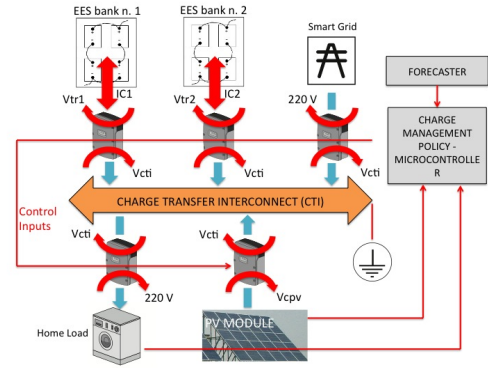 EES bank n. 1
EES bank n. 2
Smart Grid
FORECASTER
Vtr1
IC1
Vtr2
IC2
220 V
CHARGE
MANAGEMENT
POLICY -
MICROCONTROLLE
R
Vcti
Vcti
Vcti
CHARGE TRANSFER INTERCONNECT (CTI)
Control
Inputs
Vcti
Vcti
220 V
Vcpv
Home Load
PV MODULE